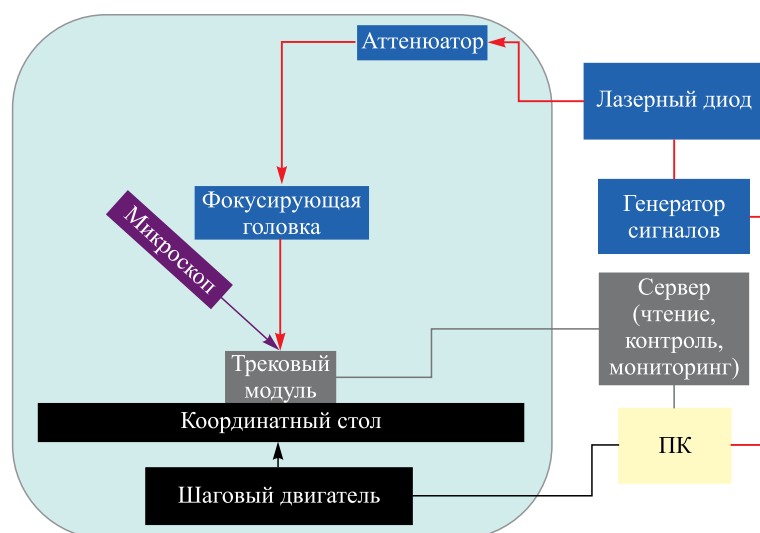 Аттенюатор
Лазерный диод
Фокусирующая
головка
Генератор
сигналов
Микроскоп
Сервер
(чтение,
контроль,
мониторинг)
Трековый
модуль
Координатный стол
ПК
Шаговый двигатель